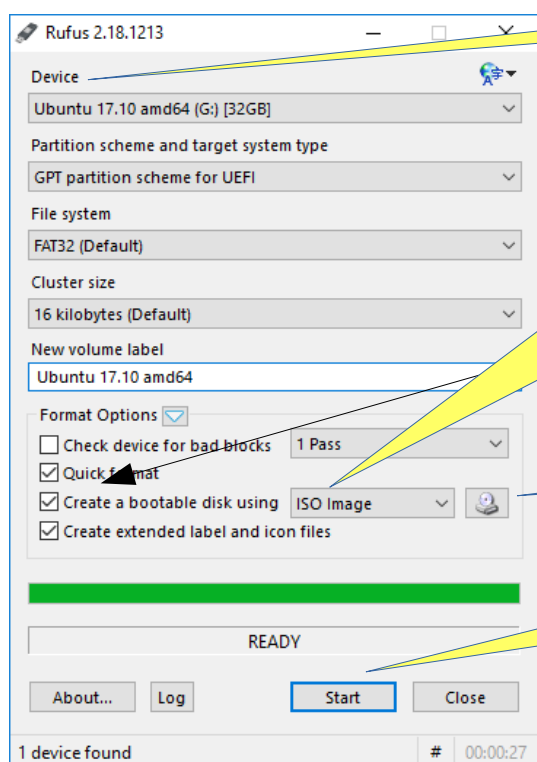 Rufus 2.18.1213
Device
Ubuntu 17.10 amd64 (G:) [32GB]
Partition scheme and target system type
GPT partition scheme for UEFI
File system
FAT32 (Default)
Cluster size
16 kilobytes (Default)
New volume label
Ubuntu 17.10 amd64
Format Options
Check device for bad blocks 1 Pass
Quick format
Create a bootable disk using ISO Image
Create extended label and icon files
READY
About... Log Start Close
1 device found # 00:00:27